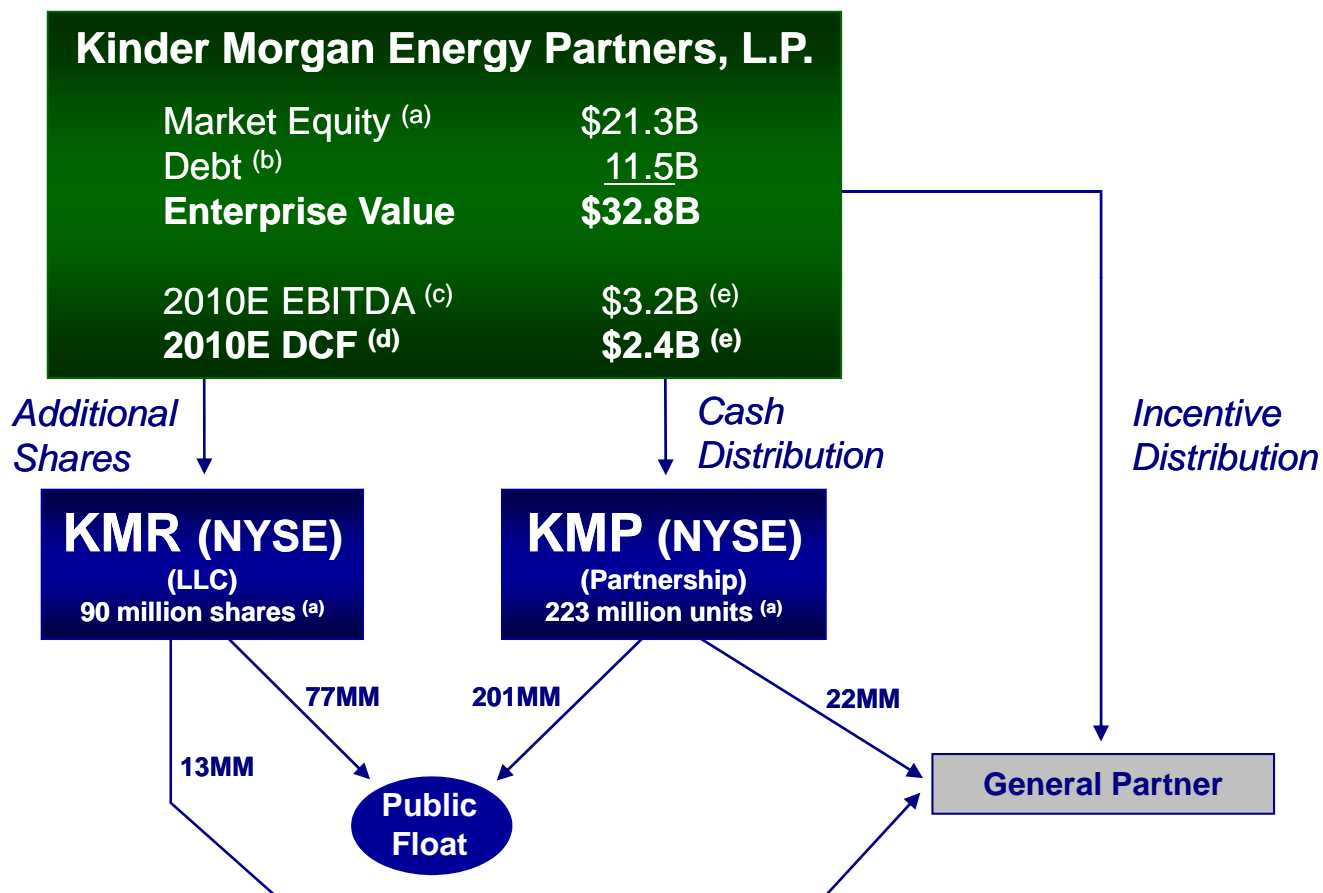 Kinder Morgan Energy Partners, L.P.
Market Equity (a) $21.3B
Debt (b) 11.5B
Enterprise Value $32.8B
2010E EBITDA (c) $3.2B (e)
2010E DCF (d) $2.4B (e)
Additional
Shares
Cash
Distribution
Incentive
Distribution
KMR (NYSE)
(LLC)
90 million shares (a)
KMP (NYSE)
(Partnership)
223 million units (a)
77MM
201MM
22MM
13MM
Public
Float
General Partner